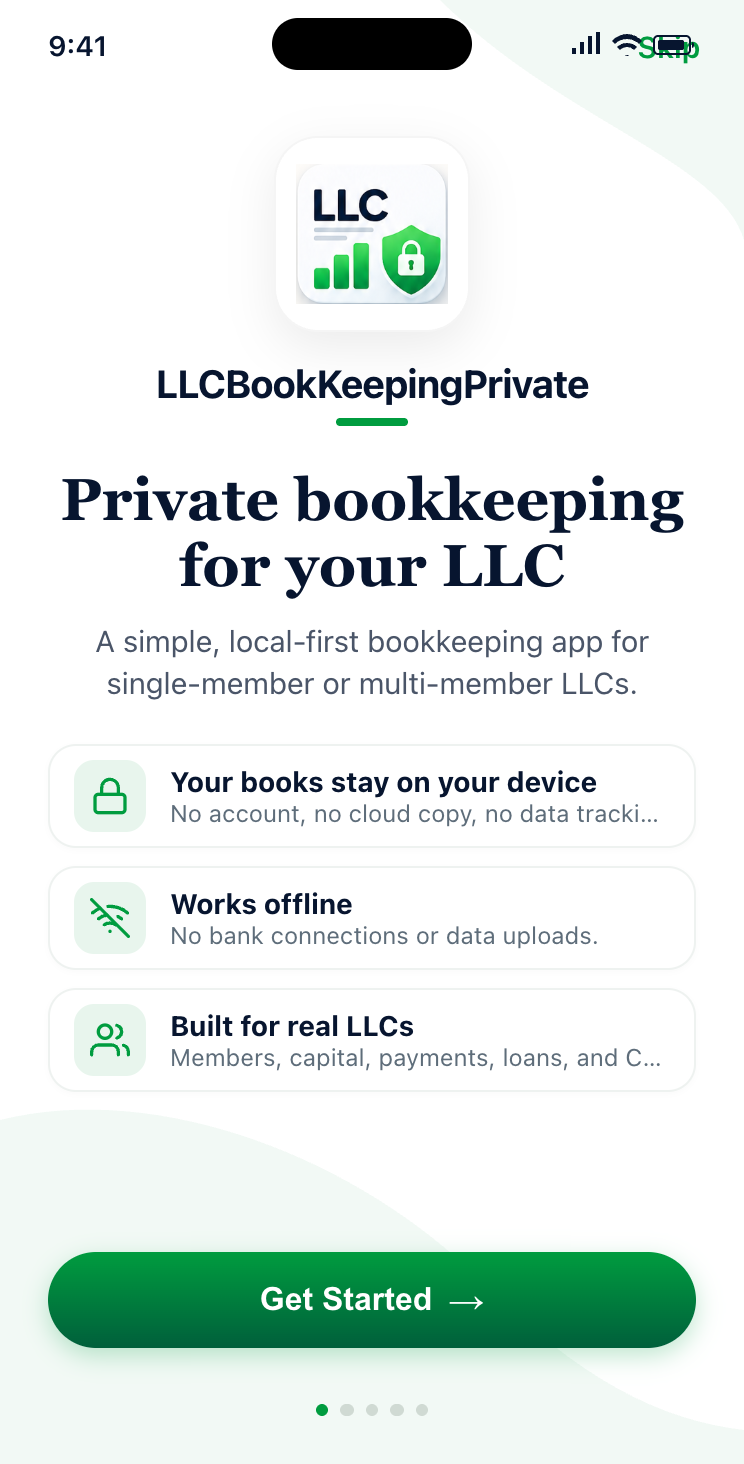 9:41
Skip
LLC
LLCBookKeepingPrivate
Private bookkeeping
for your LLC
A simple, local-first bookkeeping app for
single-member or multi-member LLCs.
Your books stay on your device
No account, no cloud copy, no data tracki...
Works offline
No bank connections or data uploads.
Built for real LLCs
Members, capital, payments, loans, and C...
Get Started →